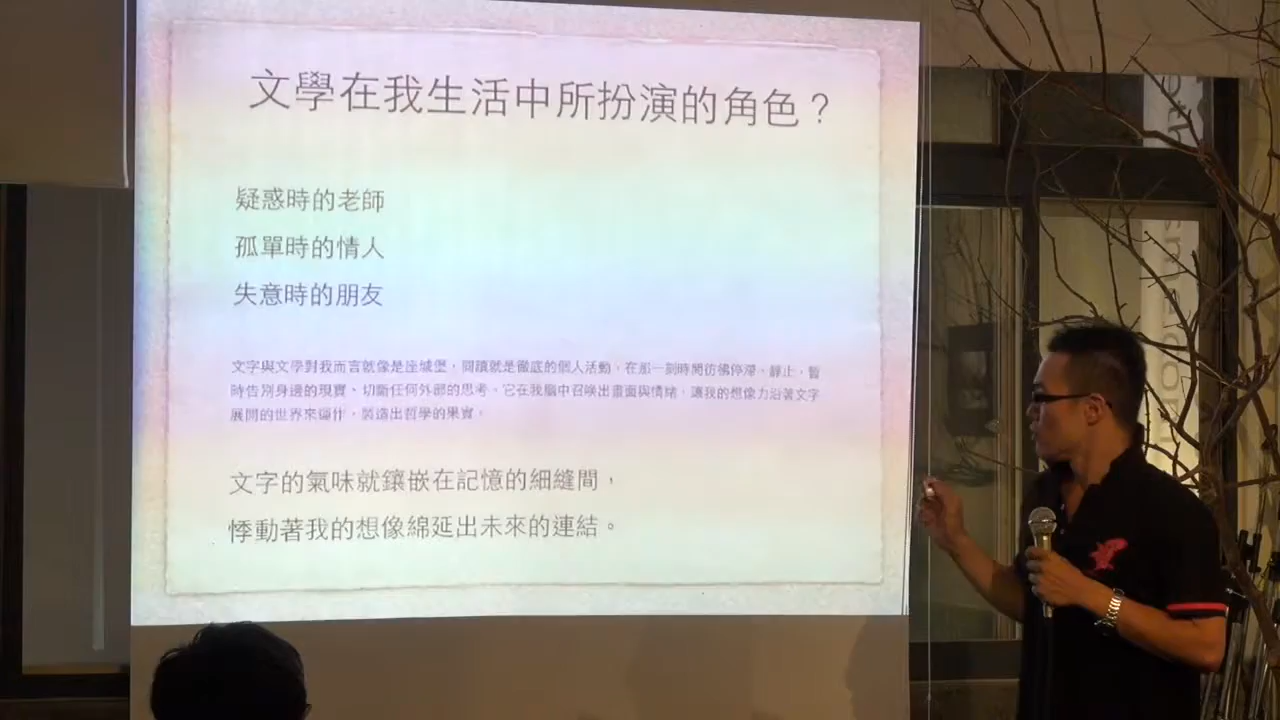 文學在我生活中所扮演的角色？
疑惑時的老師
孤單時的情人
失意時的朋友
文字與文學對我而言就像是座城堡，閱讀就是徹底的個人活動，在那一刻時間彷彿停滯、靜止，暫
時告別身邊的現實、切斷任何外部的思考。它在我腦中召喚出畫面與情緒，讓我的想像力沿著文字
展開的世界來運作，製造出哲學的果實。
文字的氣味就鑲嵌在記憶的細縫間，
悸動著我的想像綿延出未來的連結。